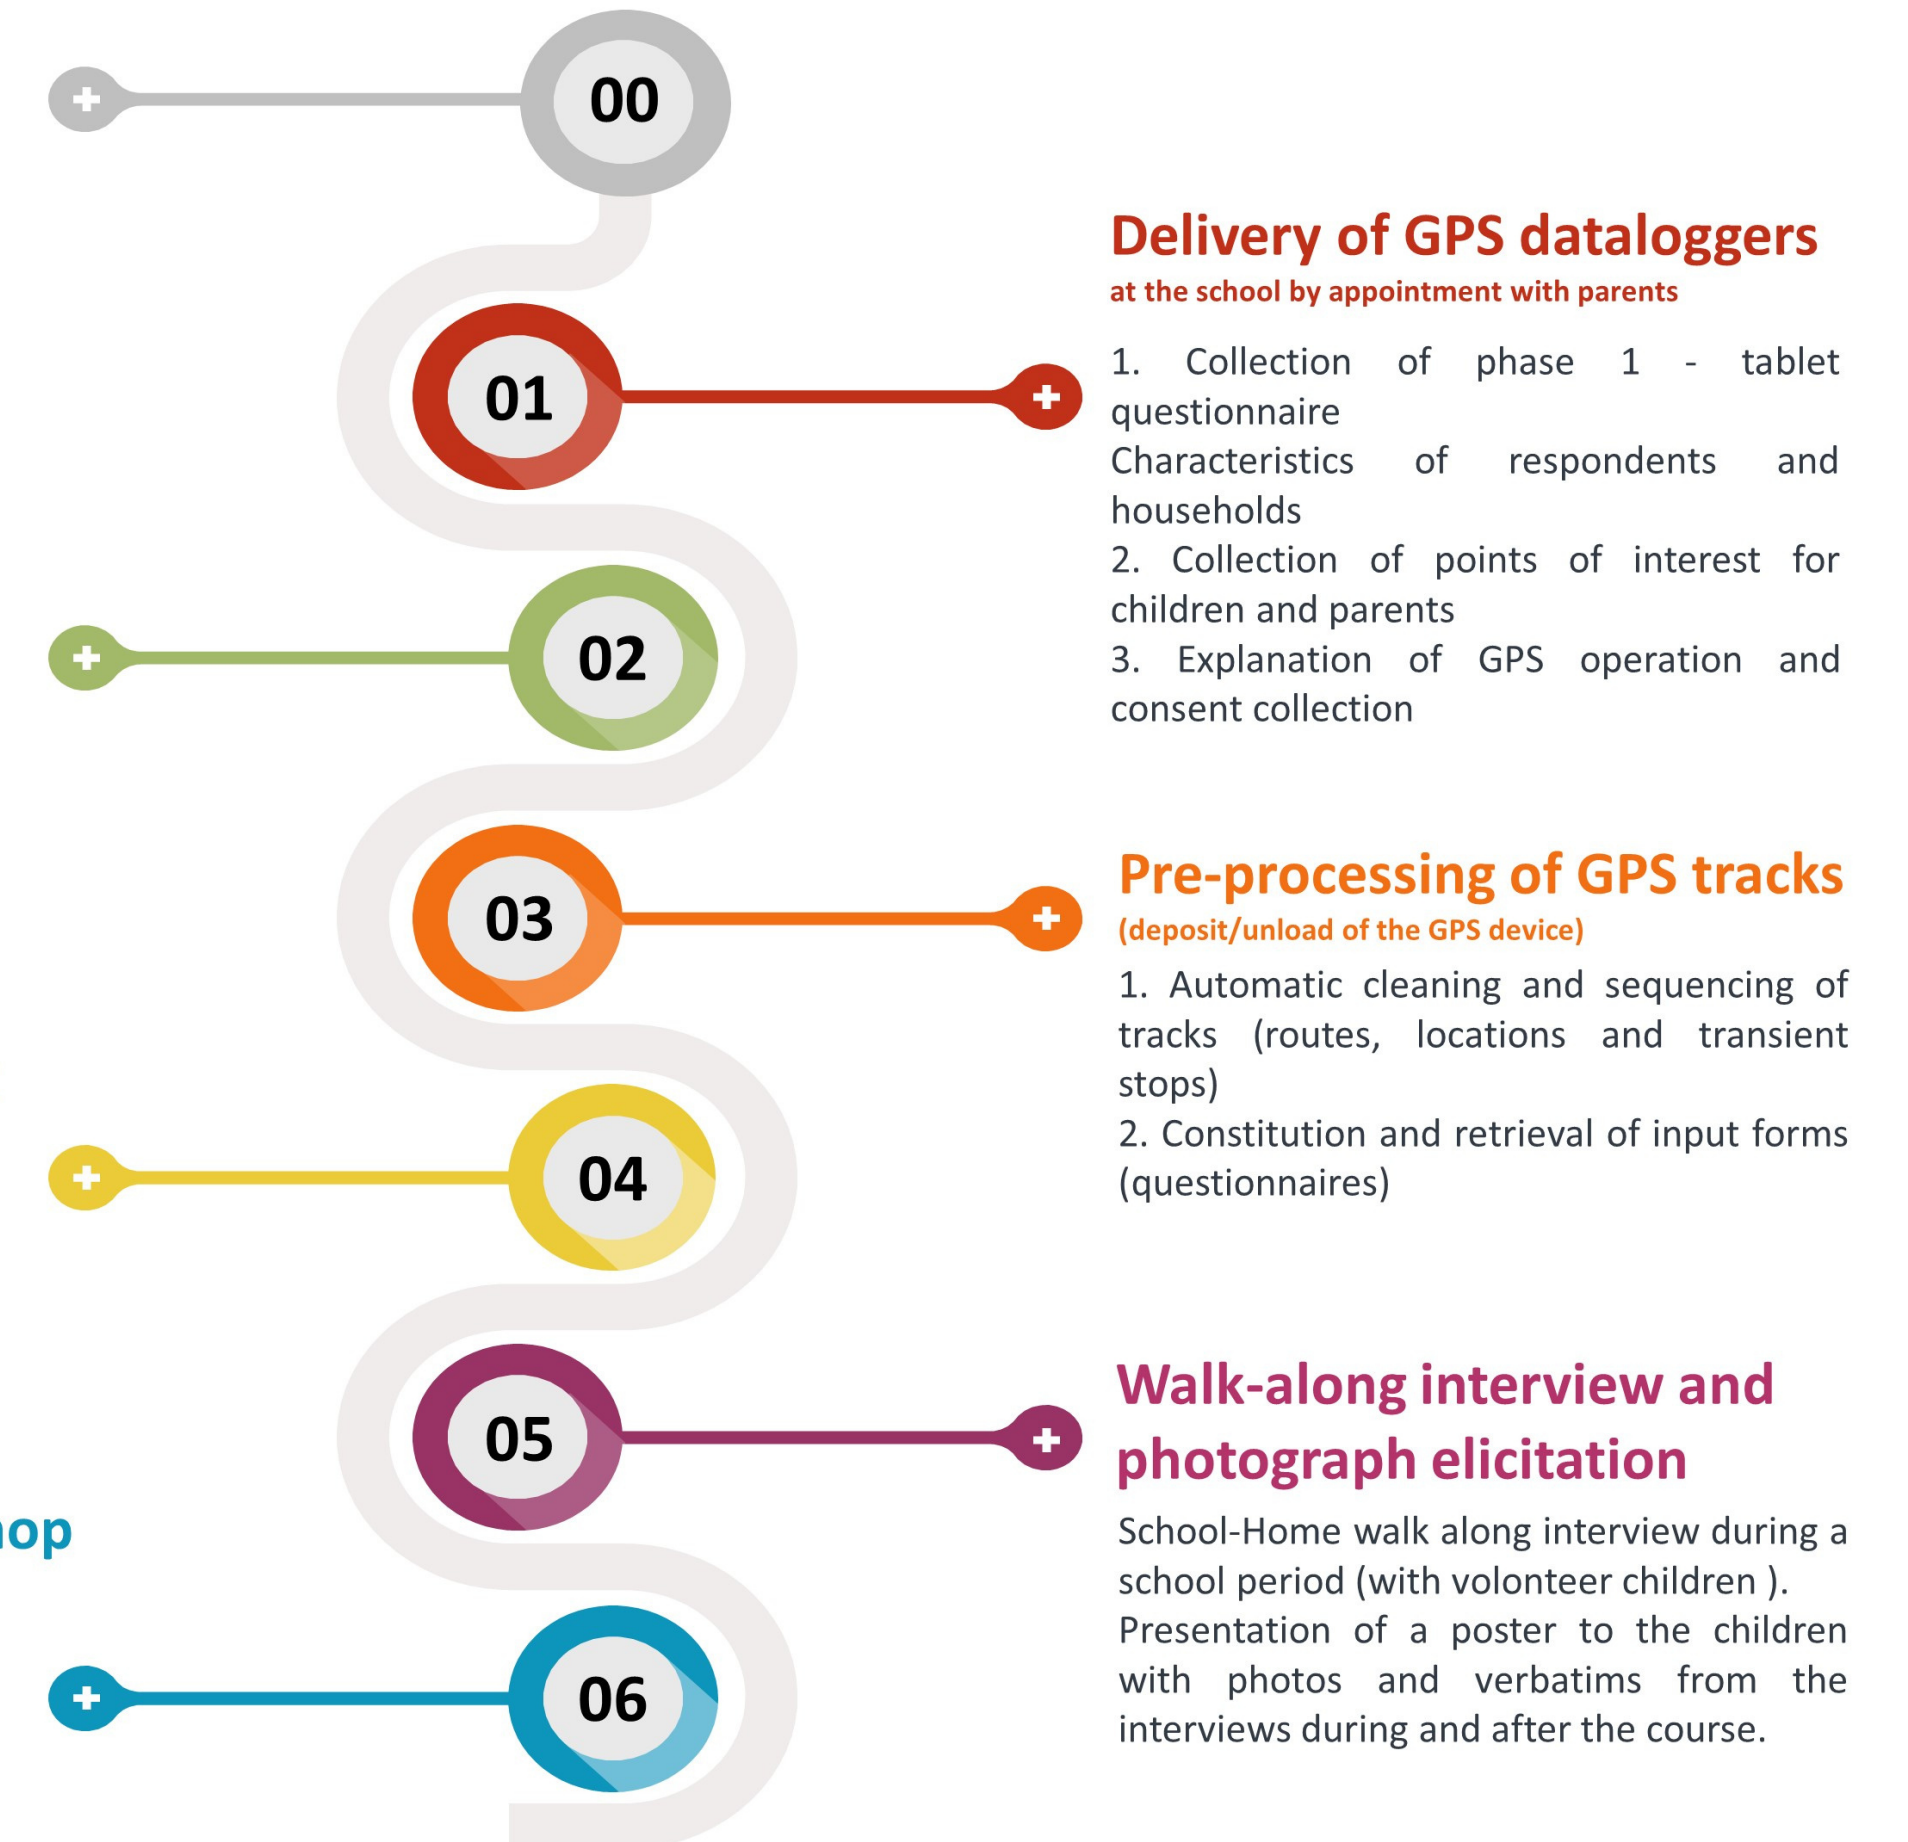 00
Delivery of GPS dataloggers
at the school by appointment with parents
01
1. Collection of phase 1 - tablet
questionnaire
Characteristics of respondents and
households
2. Collection of points of interest for
children and parents
3. Explanation of GPS operation and
consent collection
02
Pre-processing of GPS tracks
(deposit/unload of the GPS device)
03
1. Automatic cleaning and sequencing of
tracks (routes, locations and transient
stops)
2. Constitution and retrieval of input forms
(questionnaires)
04
Walk-along interview and
photograph elicitation
05
School-Home walk along interview during a
school period (with volonteer children ).
Presentation of a poster to the children
with photos and verbatims from the
interviews during and after the course.
06